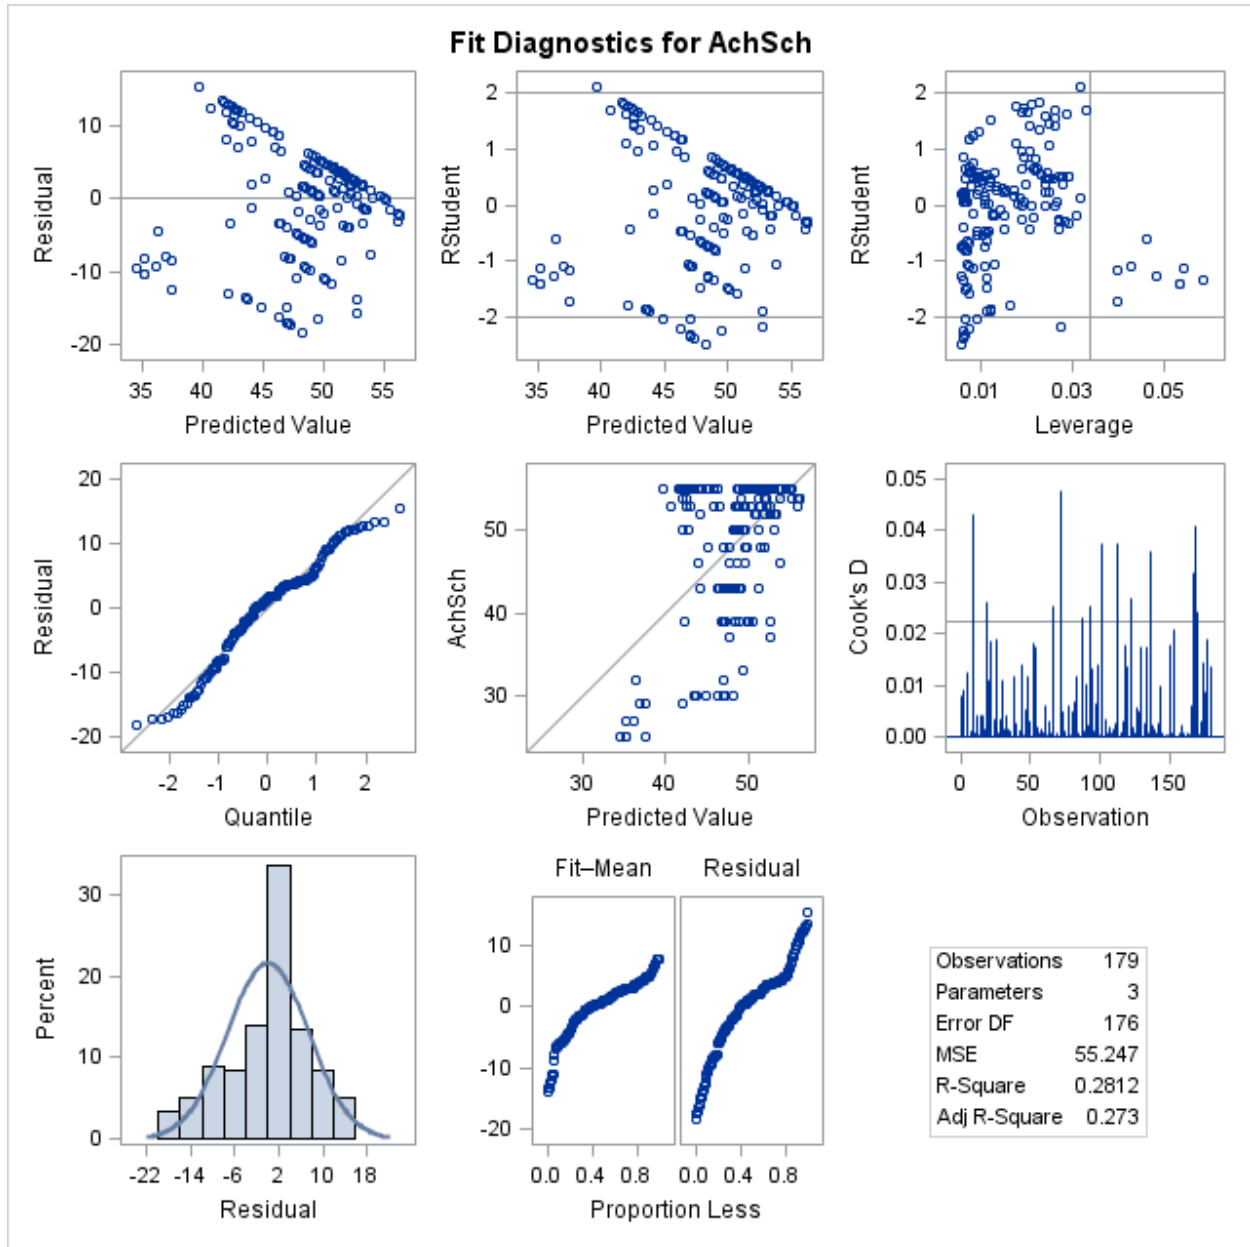 Fit Diagnostics for AchSch
Residual
10
0
-10
-20
35 40 45 50 55
Predicted Value
RStudent
2
1
0
-1
-2
35 40 45 50 55
Predicted Value
RStudent
2
1
0
-1
-2
0.01 0.03 0.05
Leverage
Residual
20
10
0
-10
-20
-2 -1 0 1 2
Quantile
AchSch
50
40
30
30 40 50
Predicted Value
Cook's D
0.05
0.04
0.03
0.02
0.01
0.00
0 50 100 150
Observation
Percent
30
20
10
0
-22 -14 -6 2 10 18
Residual
Fit–Mean Residual
10
0
-10
-20
0.0 0.4 0.8 0.0 0.4 0.8
Proportion Less
Observations 179
Parameters 3
Error DF 176
MSE 55.247
R-Square 0.2812
Adj R-Square 0.273